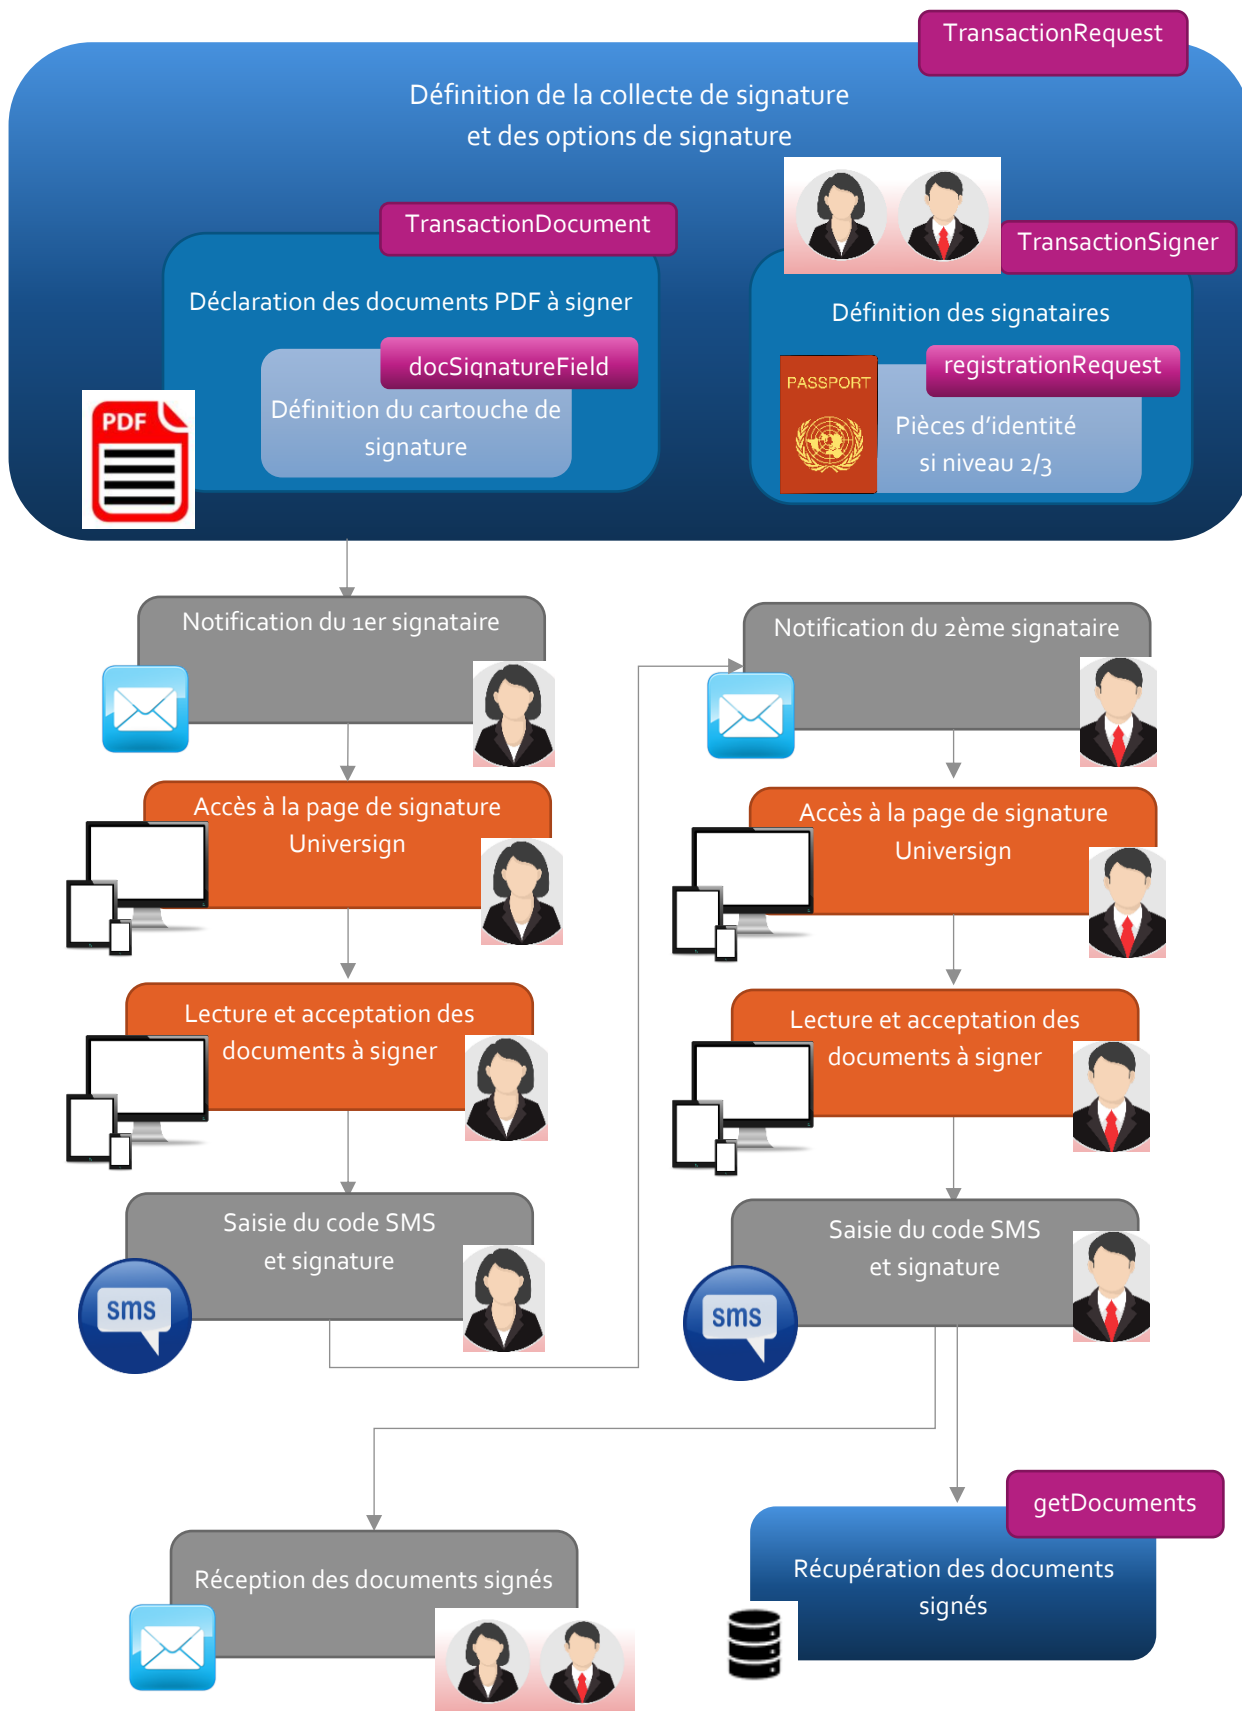 TransactionRequest
Définition de la collecte de signature
et des options de signature
TransactionDocument
TransactionSigner
Déclaration des documents PDF à signer
Définition des signataires
docSignatureField
registrationRequest
PASSPORT
PDF
Définition du cartouche de
signature
Pièces d'identité
si niveau 2/3
Notification du 1er signataire
Accès à la page de signature
Universign
Lecture et acceptation des
documents à signer
Saisie du code SMS
et signature
sms
Notification du 2ème signataire
Accès à la page de signature
Universign
Lecture et acceptation des
documents à signer
Saisie du code SMS
et signature
sms
Réception des documents signés
getDocuments
Récupération des documents
signés